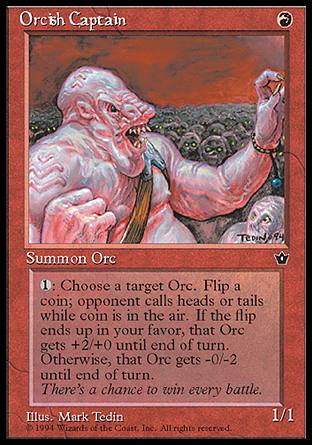 Orcish Captain
TEDIN 94
Summon Orc
1: Choose a target Orc. Flip a
coin; opponent calls heads or tails
while coin is in the air. If the flip
ends up in your favor, that Orc
gets +2/+0 until end of turn.
Otherwise, that Orc gets -0/-2
until end of turn.
There's a chance to win every battle.
Illus. Mark Tedin 1/1
© 1994 Wizards of the Coast, Inc. All rights reserved.